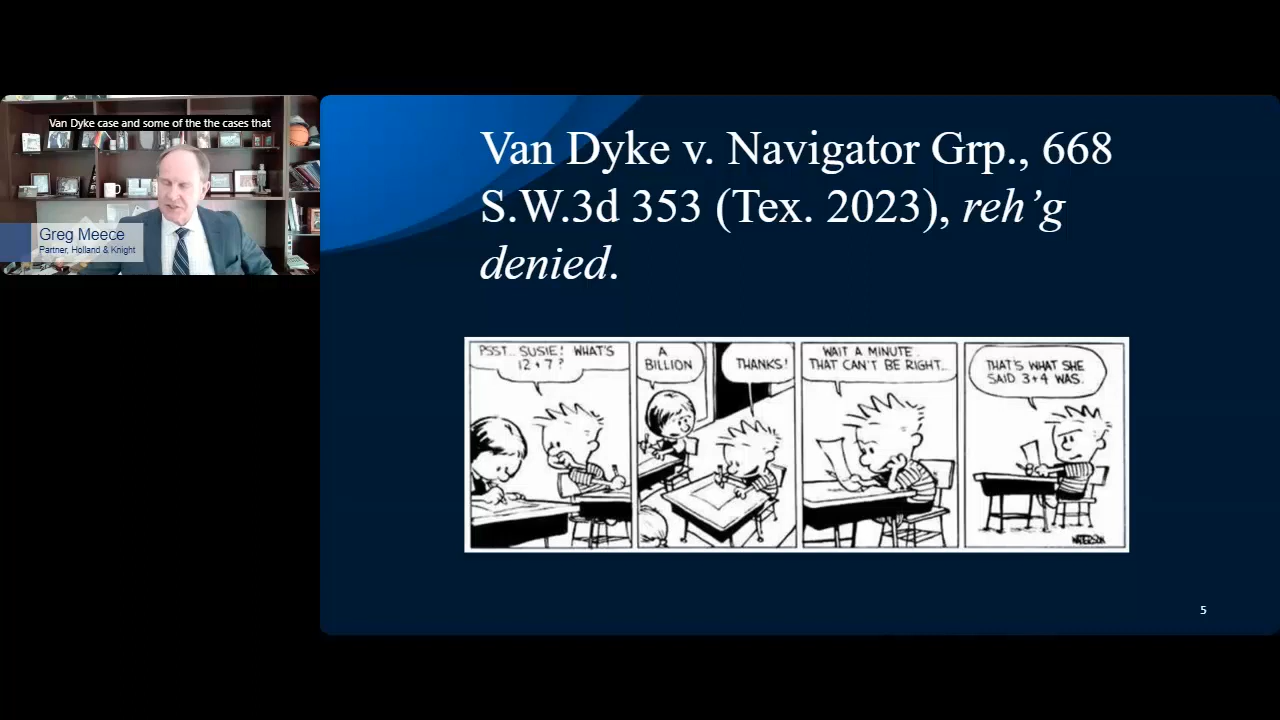 Van Dyke case and some of the the cases that
Greg Meece
Partner, Holland & Knight
Van Dyke v. Navigator Grp., 668
S.W.3d 353 (Tex. 2023), reh’g
denied.
PSST... SUSIE! WHAT'S
12 + 7?
A
BILLION
THANKS!
WAIT A MINUTE..
THAT CAN'T BE RIGHT...
THAT'S WHAT SHE
SAID 3+4 WAS.
WATTERSON
5